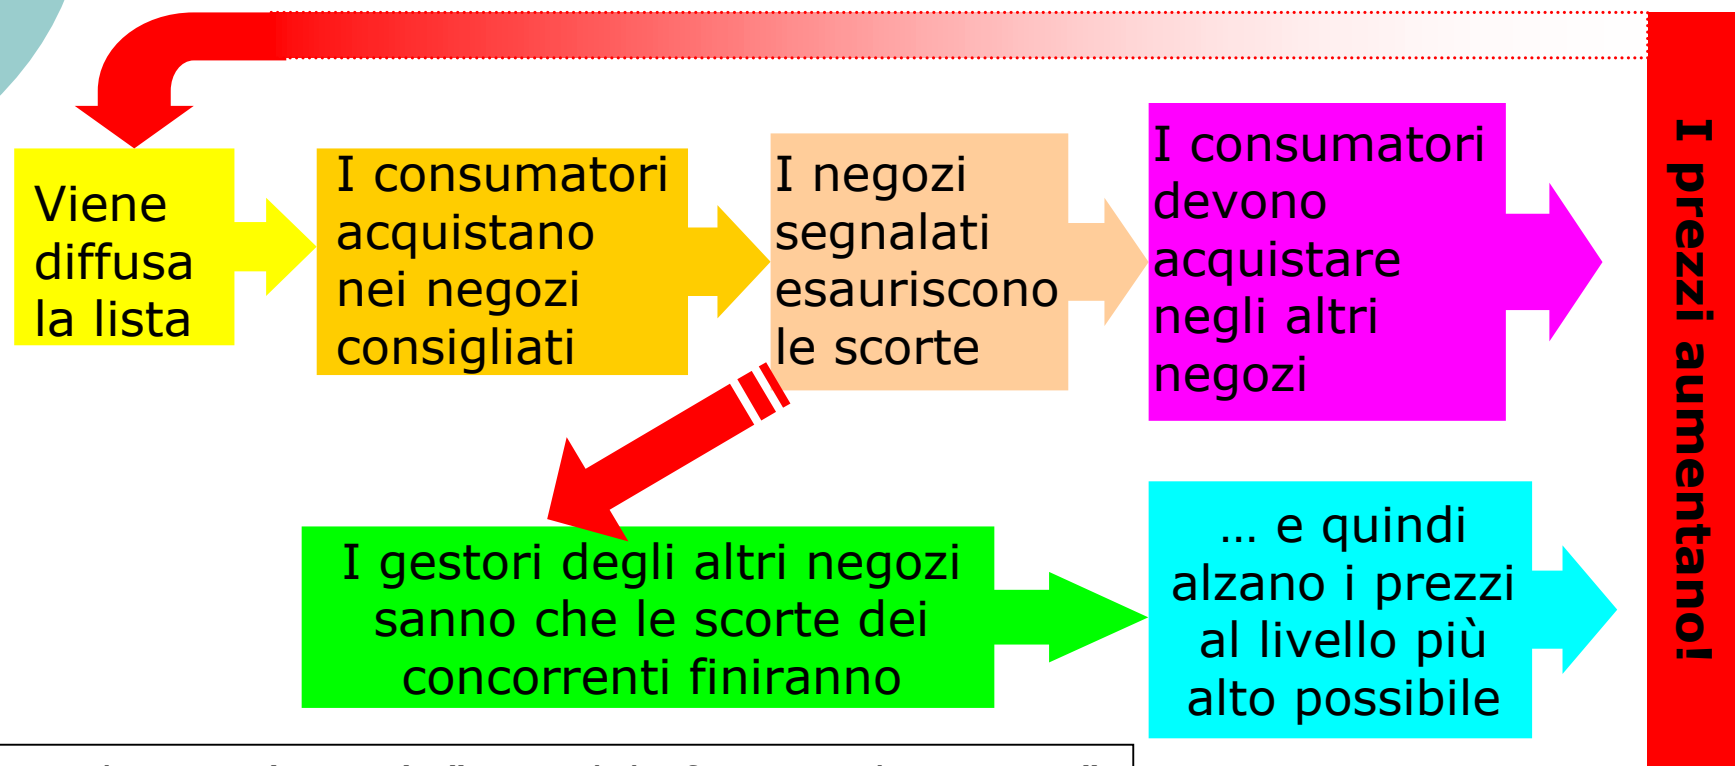 Viene
diffusa
la lista
I consumatori
acquistano
nei negozi
consigliati
I negozi
segnalati
esauriscono
le scorte
I consumatori
devono
acquistare
negli altri
negozi
I prezzi aumentano!
I gestori degli altri negozi
sanno che le scorte dei
concorrenti finiranno
... e quindi
alzano i prezzi
al livello più
alto possibile